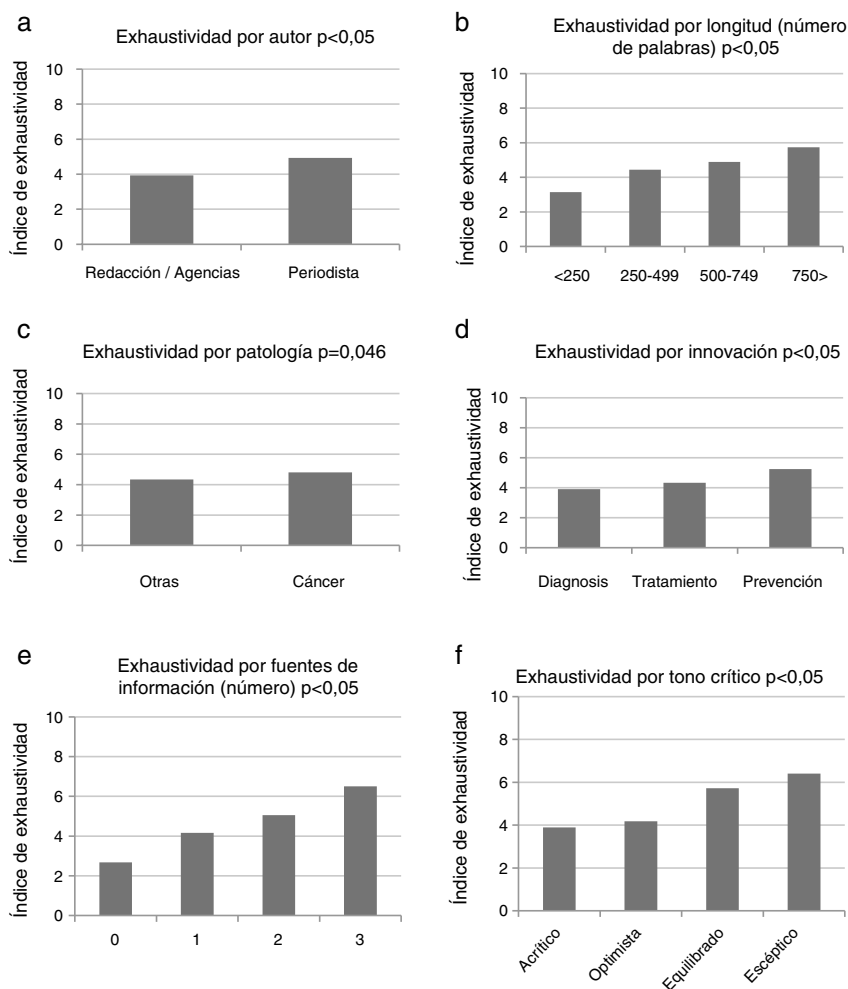 a
Exhaustividad por autor p<0,05
Índice de exhaustividad
10
8
6
4
2
0
Redacción / Agencias
Periodista
b
Exhaustividad por longitud (número
de palabras) p<0,05
Índice de exhaustividad
10
8
6
4
2
0
<250
250-499
500-749
750>
c
Exhaustividad por patología p=0,046
Índice de exhaustividad
10
8
6
4
2
0
Otras
Cáncer
d
Exhaustividad por innovación p<0,05
Índice de exhaustividad
10
8
6
4
2
0
Diagnosis
Tratamiento
Prevención
e
Exhaustividad por fuentes de
información (número) p<0,05
Índice de exhaustividad
10
8
6
4
2
0
0
1
2
3
f
Exhaustividad por tono crítico p<0,05
Índice de exhaustividad
10
8
6
4
2
0
Acrítico
Optimista
Equilibrado
Escéptico